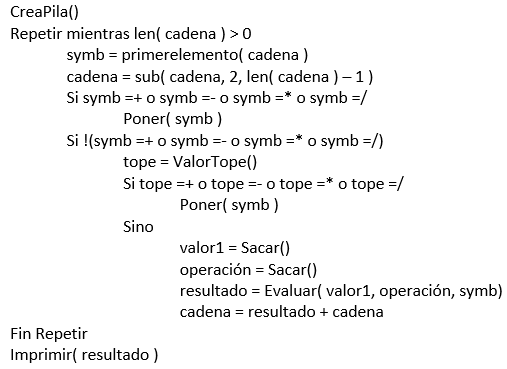 CreaPila()
Repetir mientras len( cadena ) > 0
symb = primerelemento( cadena )
cadena = sub( cadena, 2, len( cadena ) – 1 )
Si symb =+ o symb =- o symb =* o symb =/
Poner( symb )
Si !(symb =+ o symb =- o symb =* o symb =/)
tope = ValorTope()
Si tope =+ o tope =- o tope =* o tope =/
Poner( symb )
Sino
valor1 = Sacar()
operación = Sacar()
resultado = Evaluar( valor1, operación, symb)
cadena = resultado + cadena
Fin Repetir
Imprimir( resultado )